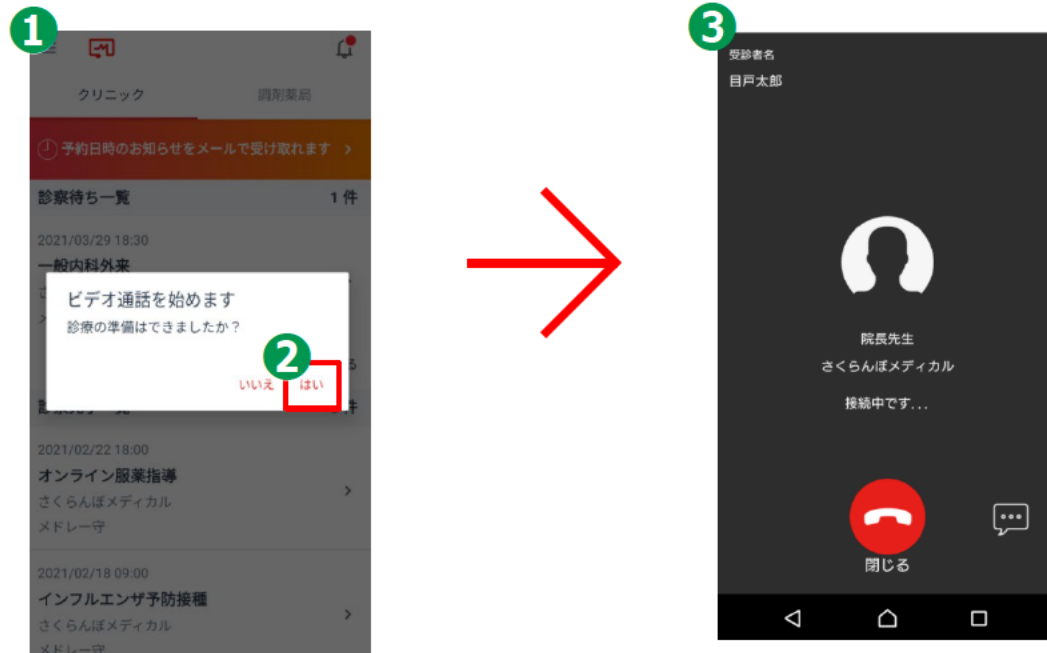 1
クリニック
調剤薬局
予約日時のお知らせをメールで受け取れます
診察待ち一覧
1 件
2021/03/29 18:30
一般内科外来
ビデオ通話を始めます
診療の準備はできましたか？
2
いいえ
はい
2021/02/22 18:00
オンライン服薬指導
さくらんぼメディカル
メドレー守
2021/02/18 09:00
インフルエンザ予防接種
さくらんぼメディカル
メドレー守
3
受診者名
目戸太郎
院長先生
さくらんぼメディカル
接続中です...
閉じる